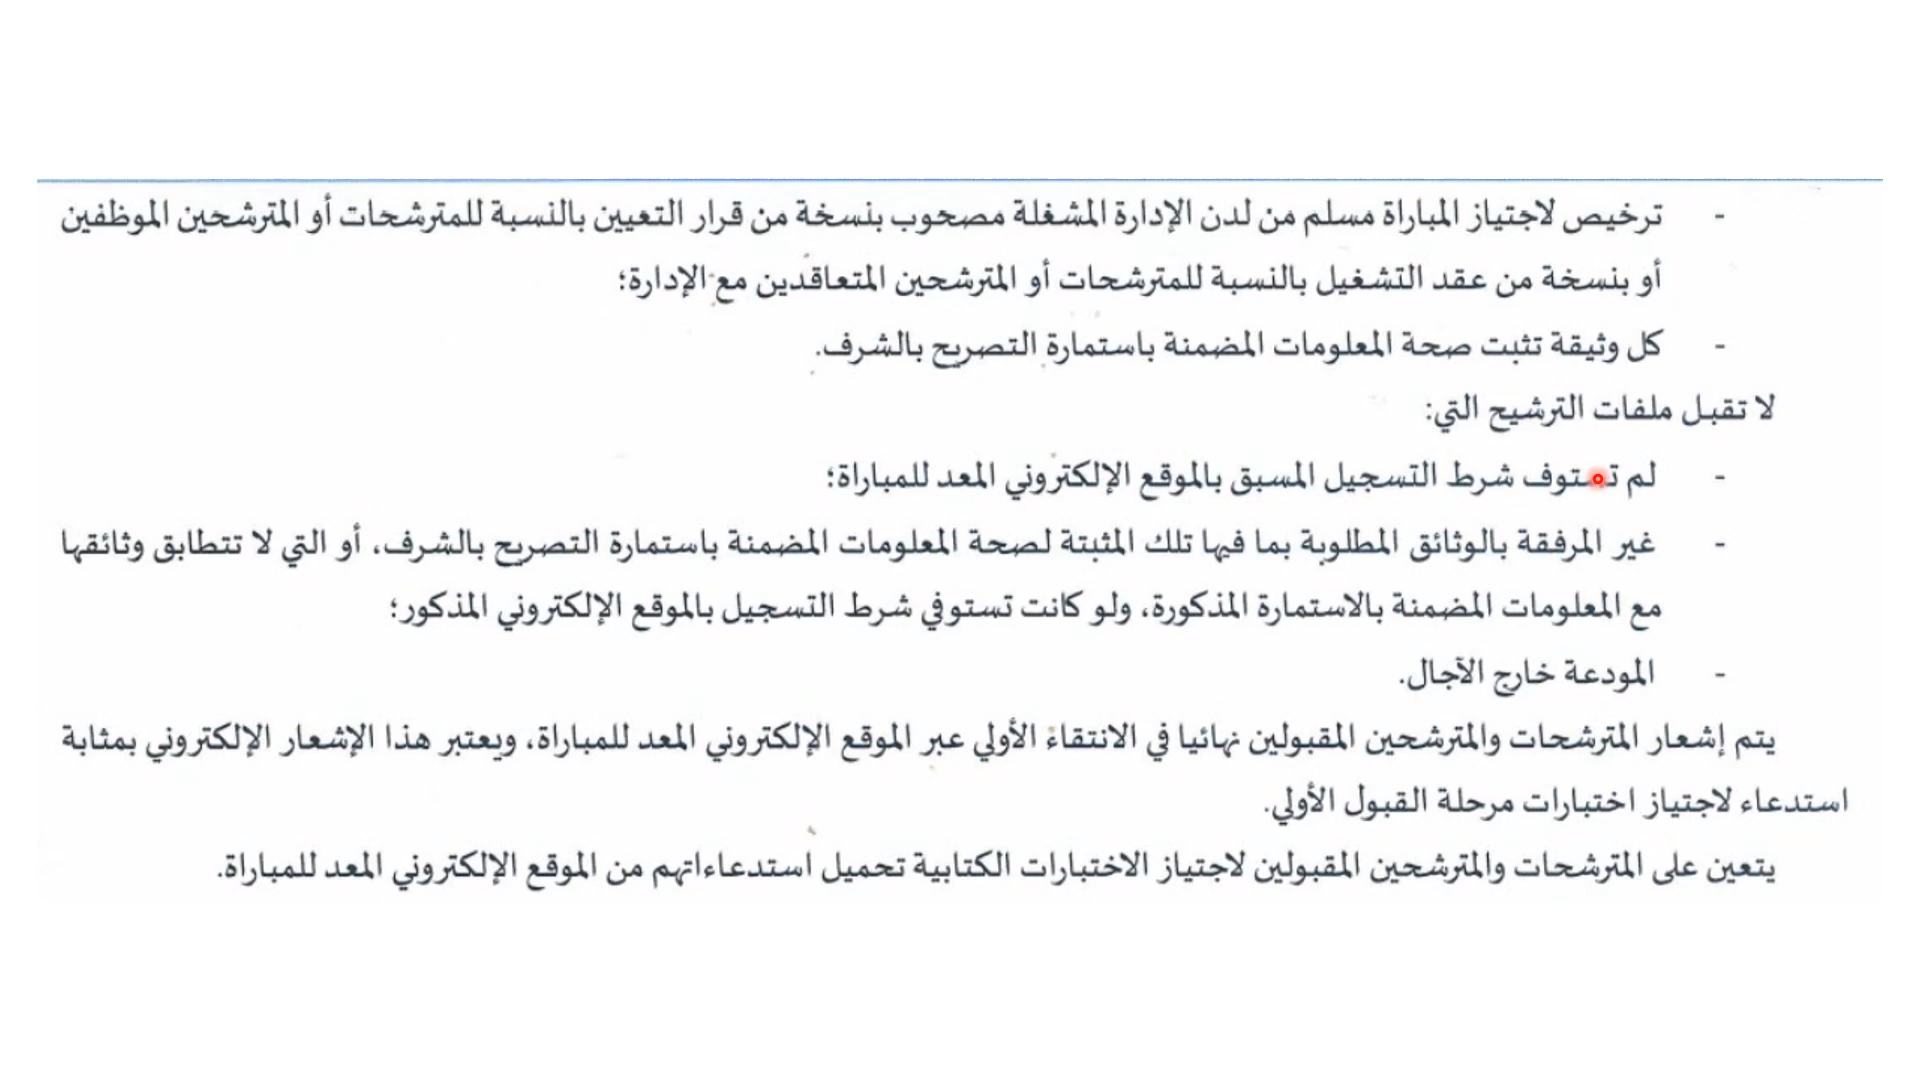 - ترخيص لاجتياز المباراة مسلم من لدن الإدارة المشغلة مصحوب بنسخة من قرار التعيين بالنسبة للمترشحات أو المترشحين الموظفين
أو بنسخة من عقد التشغيل بالنسبة للمترشحات أو المترشحين المتعاقدين مع الإدارة؛
- كل وثيقة تثبت صحة المعلومات المضمنة باستمارة التصريح بالشرف.
لا تقبل ملفات الترشيح التي:
- لم تستوف شرط التسجيل المسبق بالموقع الإلكتروني المعد للمباراة؛
- غير المرفقة بالوثائق المطلوبة بما فيها تلك المثبتة لصحة المعلومات المضمنة باستمارة التصريح بالشرف، أو التي لا تتطابق وثائقها
مع المعلومات المضمنة بالاستمارة المذكورة، ولو كانت تستوفي شرط التسجيل بالموقع الإلكتروني المذكور؛
- المودعة خارج الآجال.
يتم إشعار المترشحات والمترشحين المقبولين نهائيا في الانتقاء الأولي عبر الموقع الإلكتروني المعد للمباراة، ويعتبر هذا الإشعار الإلكتروني بمثابة
استدعاء لاجتياز اختبارات مرحلة القبول الأولي.
يتعين على المترشحات والمترشحين المقبولين لاجتياز الاختبارات الكتابية تحميل استدعاءاتهم من الموقع الإلكتروني المعد للمباراة.